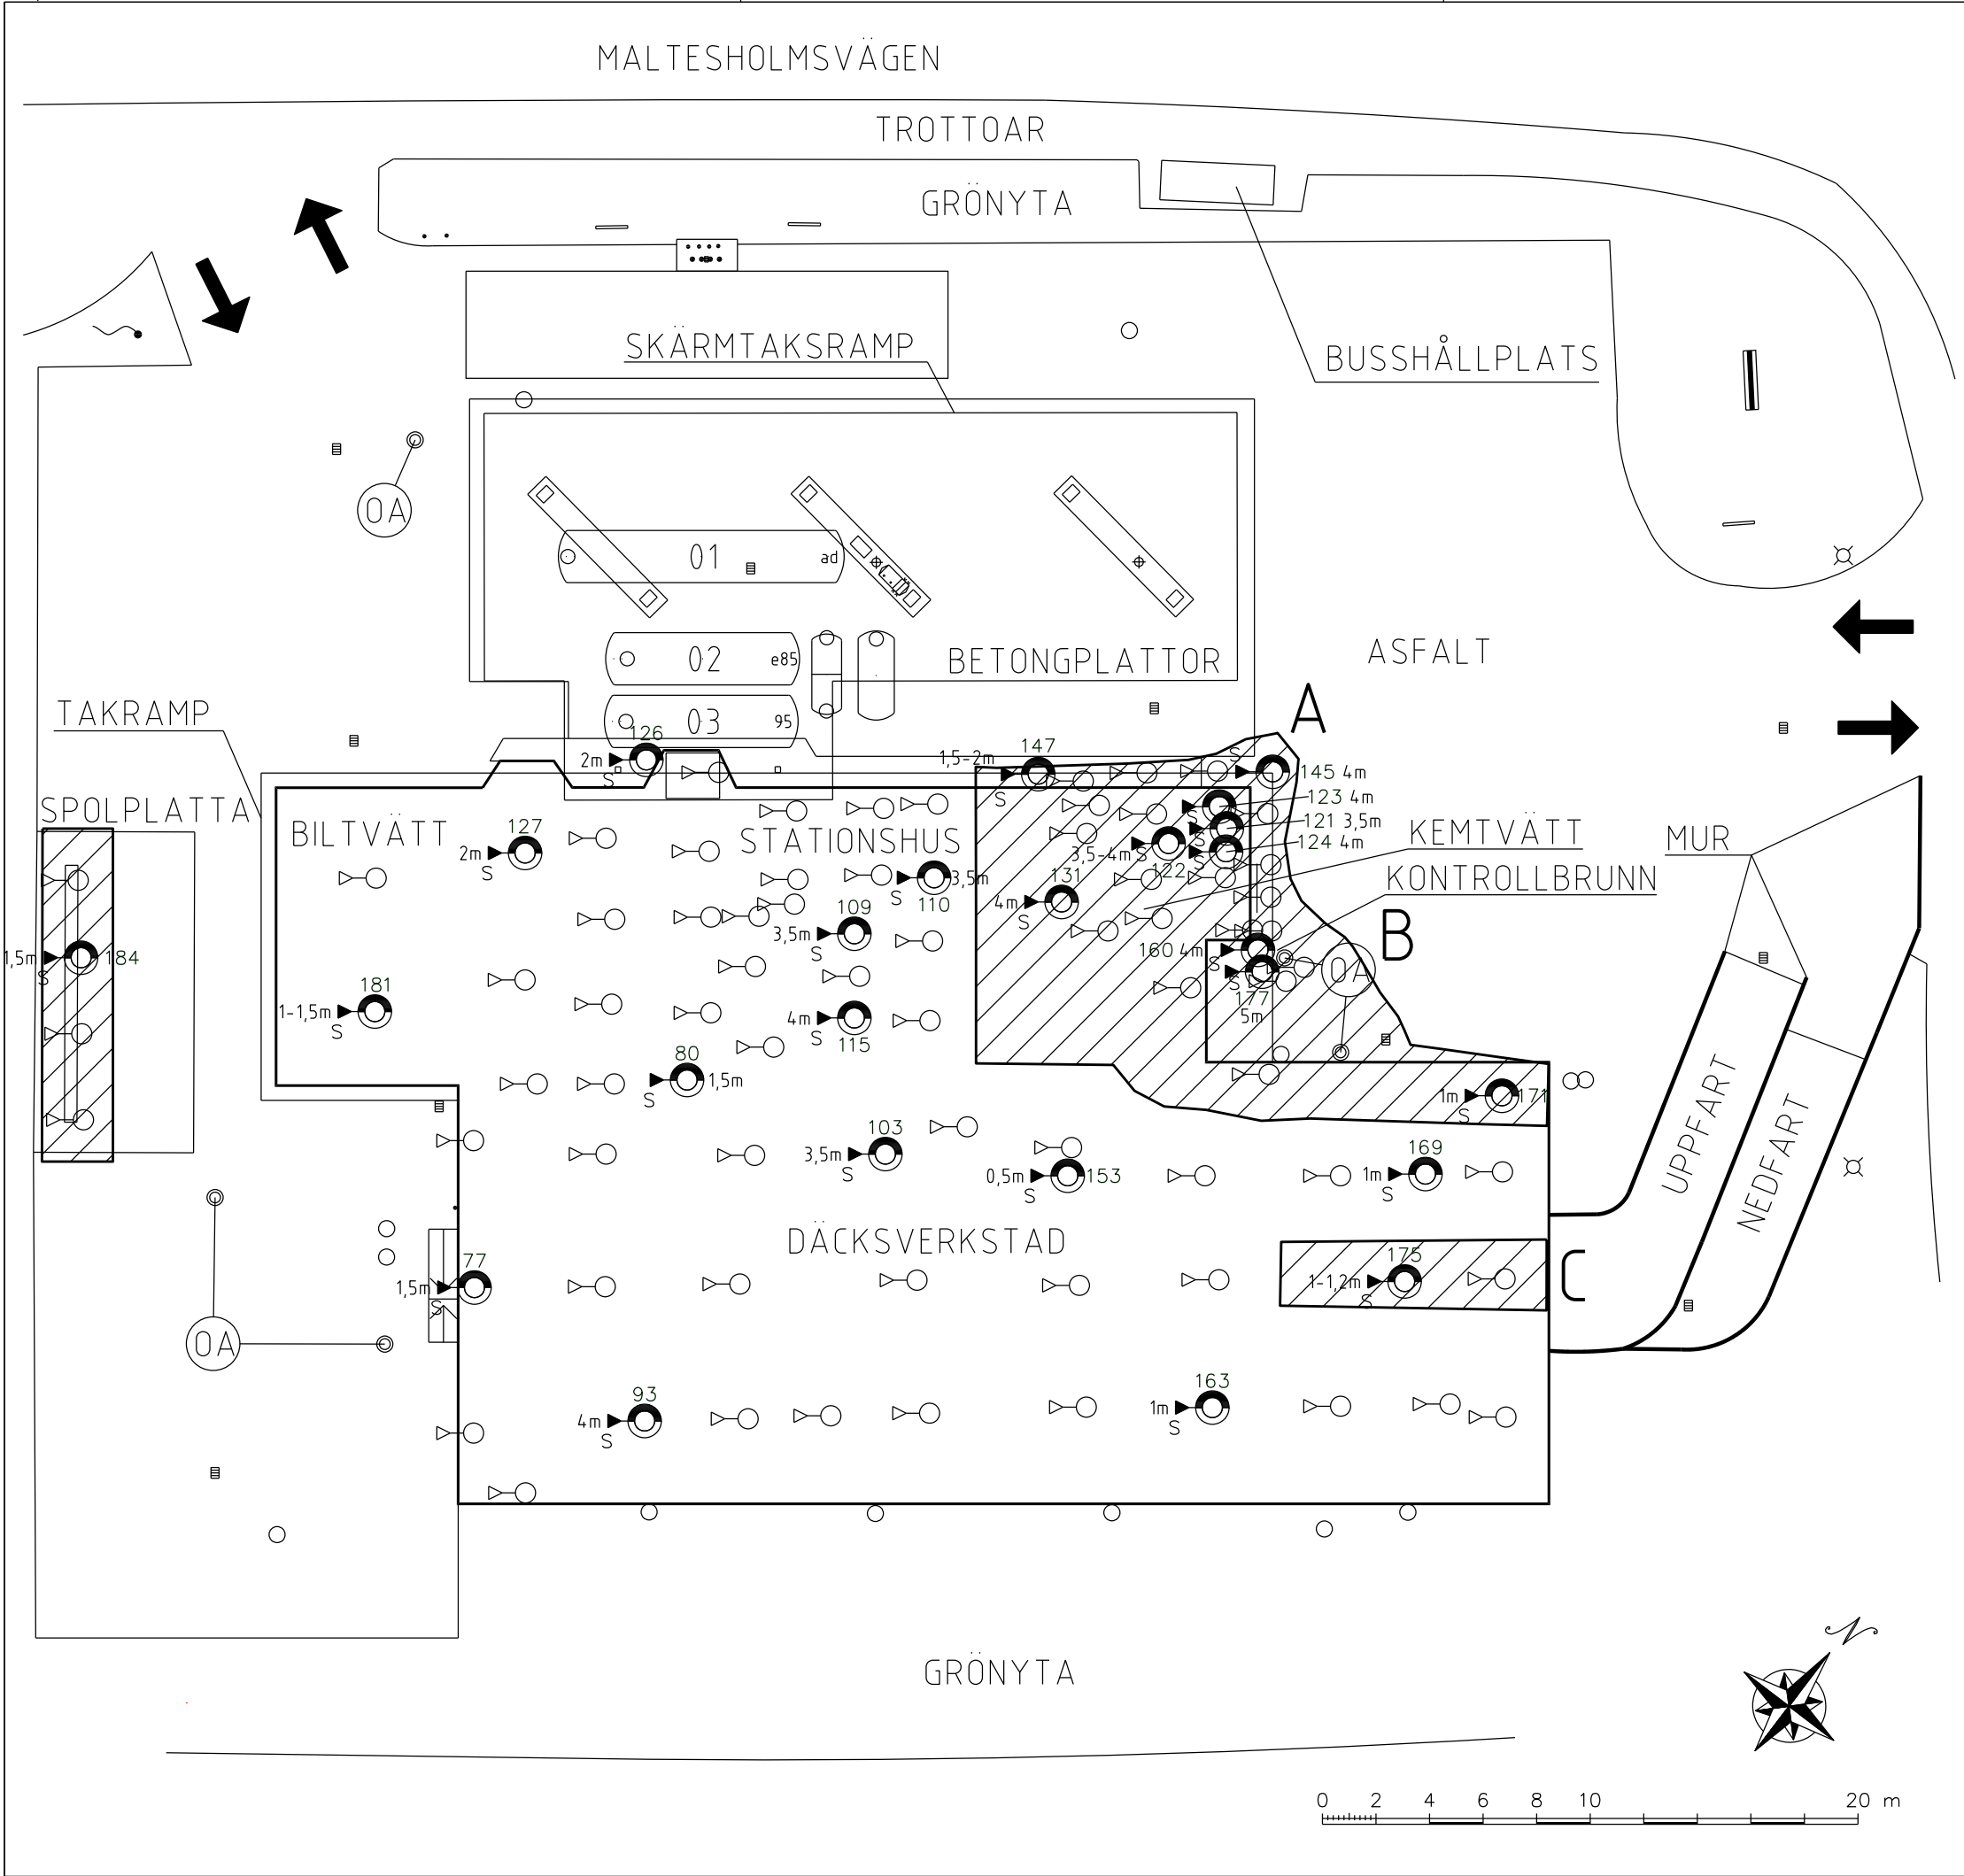 MALTESHOLMSVÄGEN
TROTTOAR
GRÖNYTA
SKÄRMTAKSRAMP
BUSSHÅLLPLATS
OA
01 ad
02 e85
03 95
BETONGPLATTOR
ASFALT
TAKRAMP
A
126
2m
S
147
1,5-2m
S
S
145 4m
123 4m
S
121 3,5m
S
124 4m
S
SPOLPLATTA
BILTVÄTT
127
2m
S
STATIONSHUS
3,5-4m
S
122
KEMTVÄTT
MUR
KONTROLLBRUNN
110
3,5m
S
131
4m
S
109
3,5m
S
B
160 4m
S
OA
177
5m
S
1,5m
184
S
181
1-1,5m
S
4m
115
S
80
1,5m
S
1m
171
S
UPPFART
NEDFART
103
3,5m
S
0,5m
153
S
169
1m
S
DÄCKSVERKSTAD
77
1,5m
S
175
1-1,2m
S
OA
93
4m
S
163
1m
S
GRÖNYTA
N
0 2 4 6 8 10 20 m